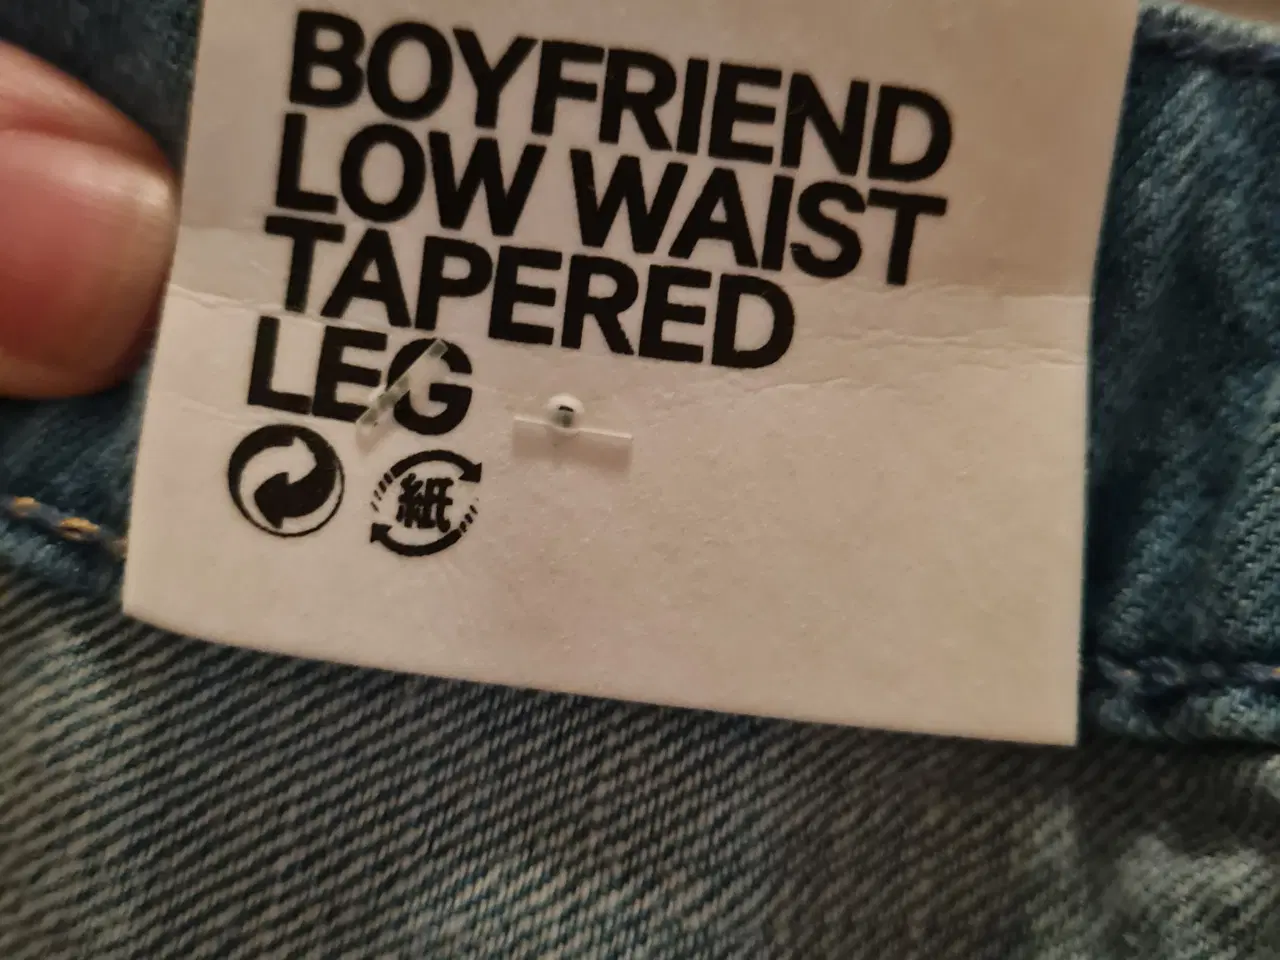 BOYFRIEND
LOW WAIST
TAPERED
LEG
紙